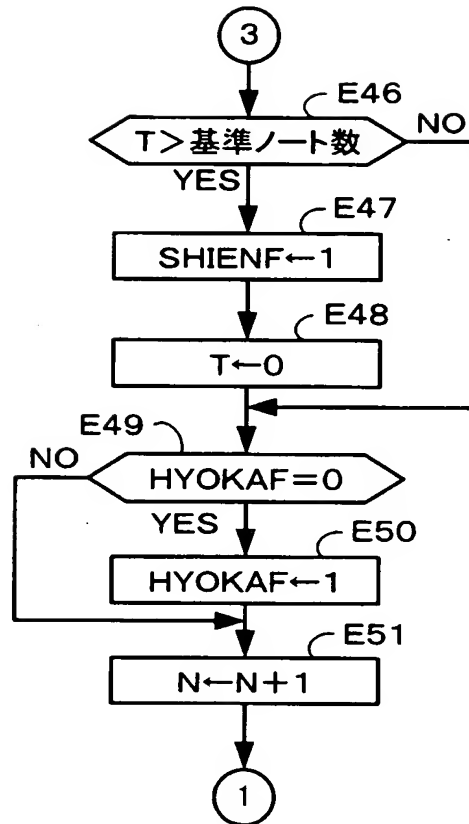 3
E46
T>基準ノート数
NO
YES
E47
SHIENF←1
E48
T←0
E49
NO
HYOKAF=0
YES
E50
HYOKAF←1
E51
N←N+1
1